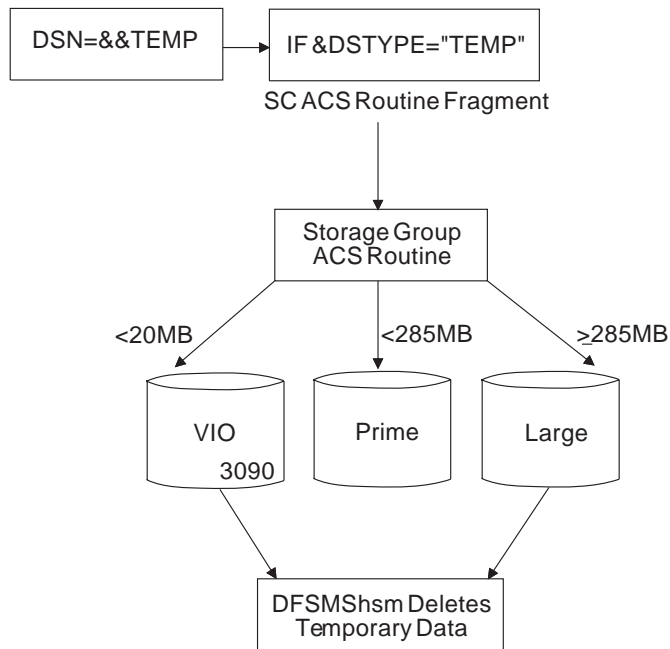 DSN=&&TEMP
IF &DSTYPE="TEMP"
SC ACS Routine Fragment
Storage Group
ACS Routine
<20MB
<285MB
≥285MB
VIO
3090
Prime
Large
DFSMShsm Deletes
Temporary Data